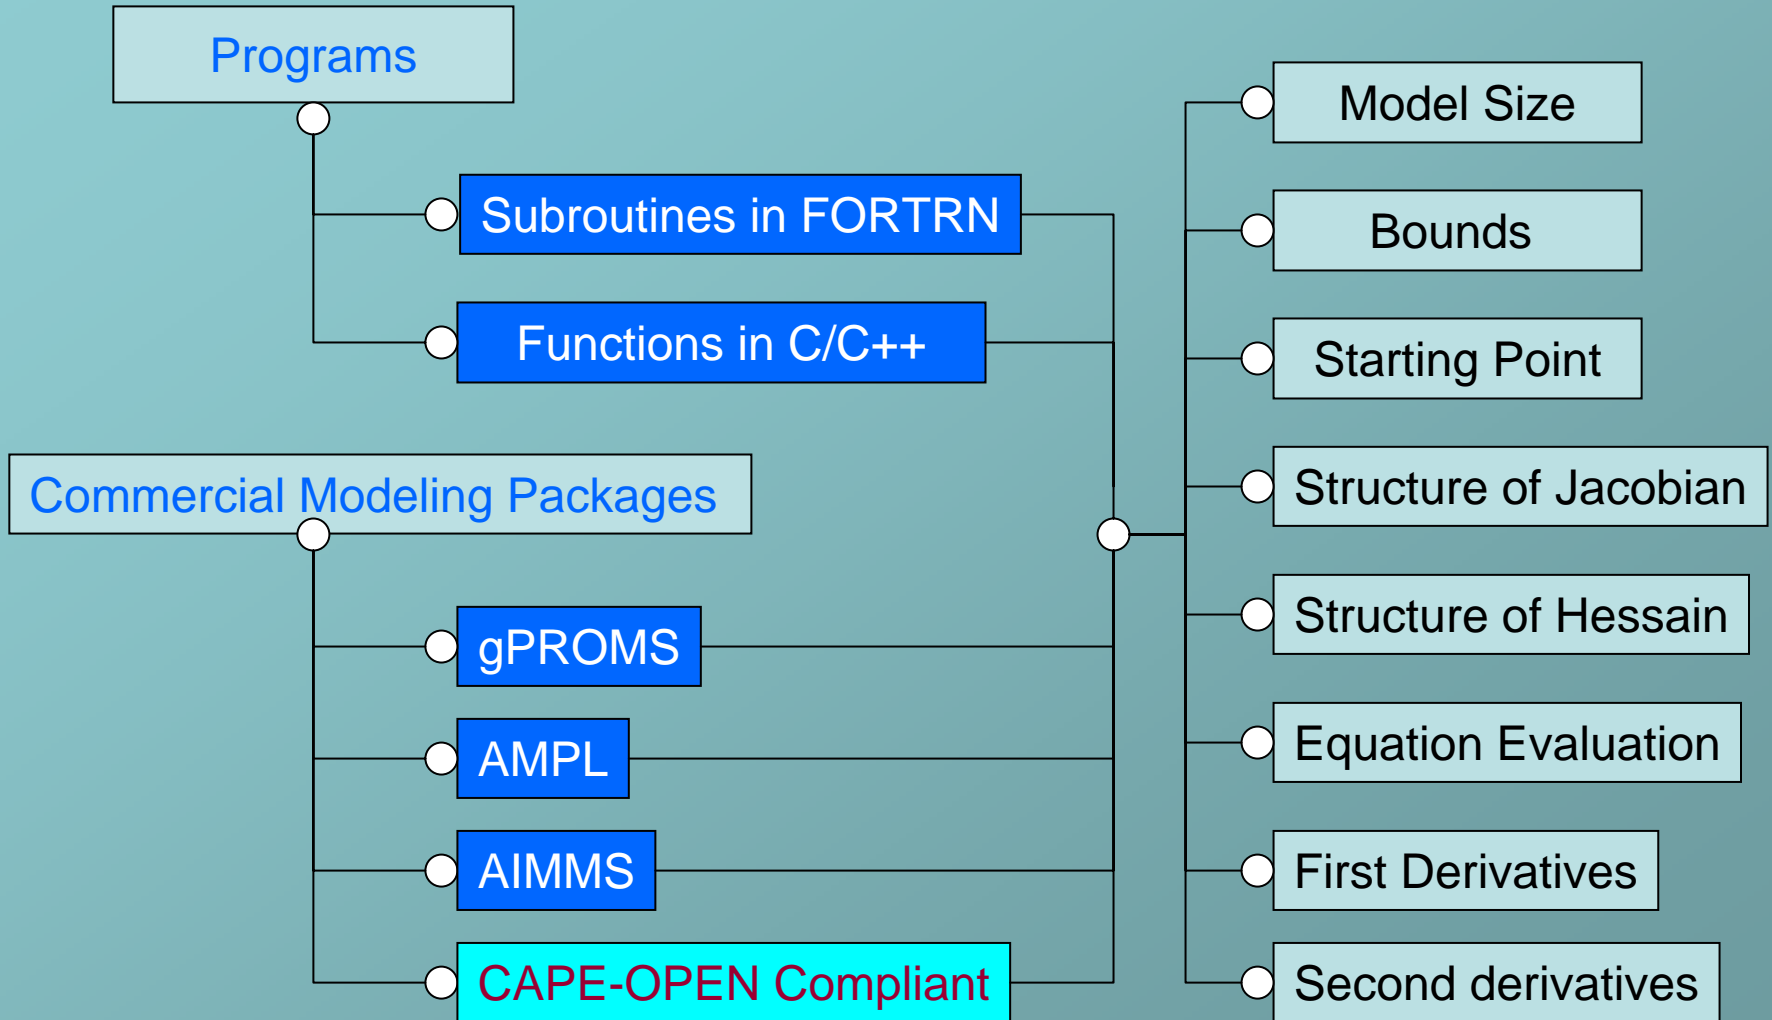 Programs
Subroutines in FORTRN
Functions in C/C++
Commercial Modeling Packages
gPROMS
AMPL
AIMMS
CAPE-OPEN Compliant
Model Size
Bounds
Starting Point
Structure of Jacobian
Structure of Hessain
Equation Evaluation
First Derivatives
Second derivatives